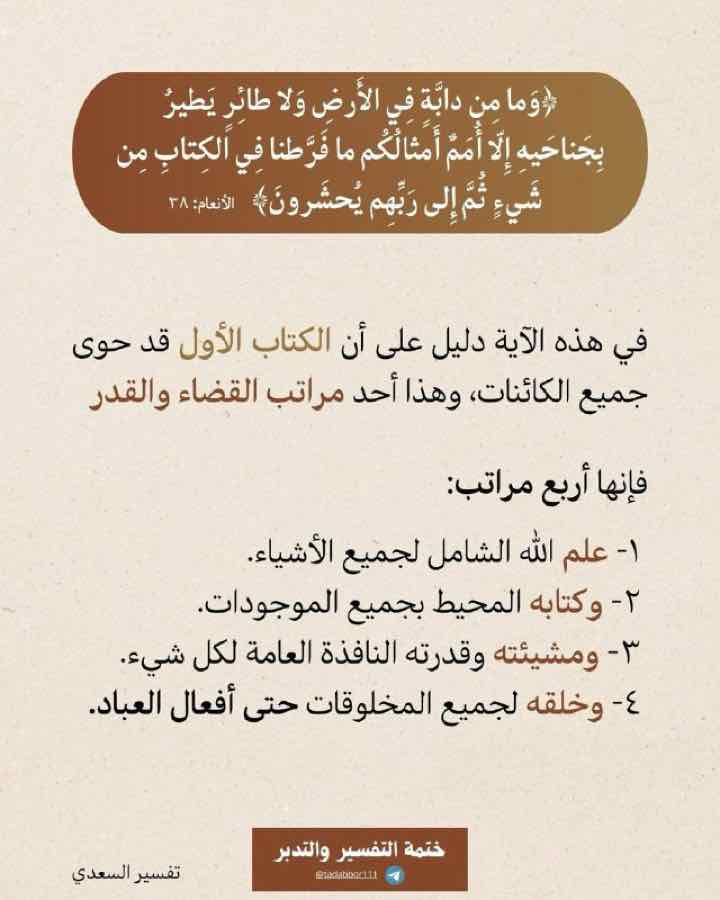 ﴿وَما مِن دابَّةٍ فِي الأَرضِ وَلا طائِرٍ يَطيرُ
بِجَناحَيهِ إِلّا أُمَمٌ أَمثالُكُم ما فَرَّطنا فِي الكِتابِ مِن
شَيءٍ ثُمَّ إِلى رَبِّهِم يُحشَرونَ﴾ الأنعام: ٣٨
في هذه الآية دليل على أن الكتاب الأول قد حوى
جميع الكائنات، وهذا أحد مراتب القضاء والقدر
فإنها أربع مراتب:
١- علم الله الشامل لجميع الأشياء.
٢- وكتابه المحيط بجميع الموجودات.
٣- ومشيئته وقدرته النافذة العامة لكل شيء.
٤- وخلقه لجميع المخلوقات حتى أفعال العباد.
ختمة التفسير والتدبر
@tadabbor111
تفسير السعدي